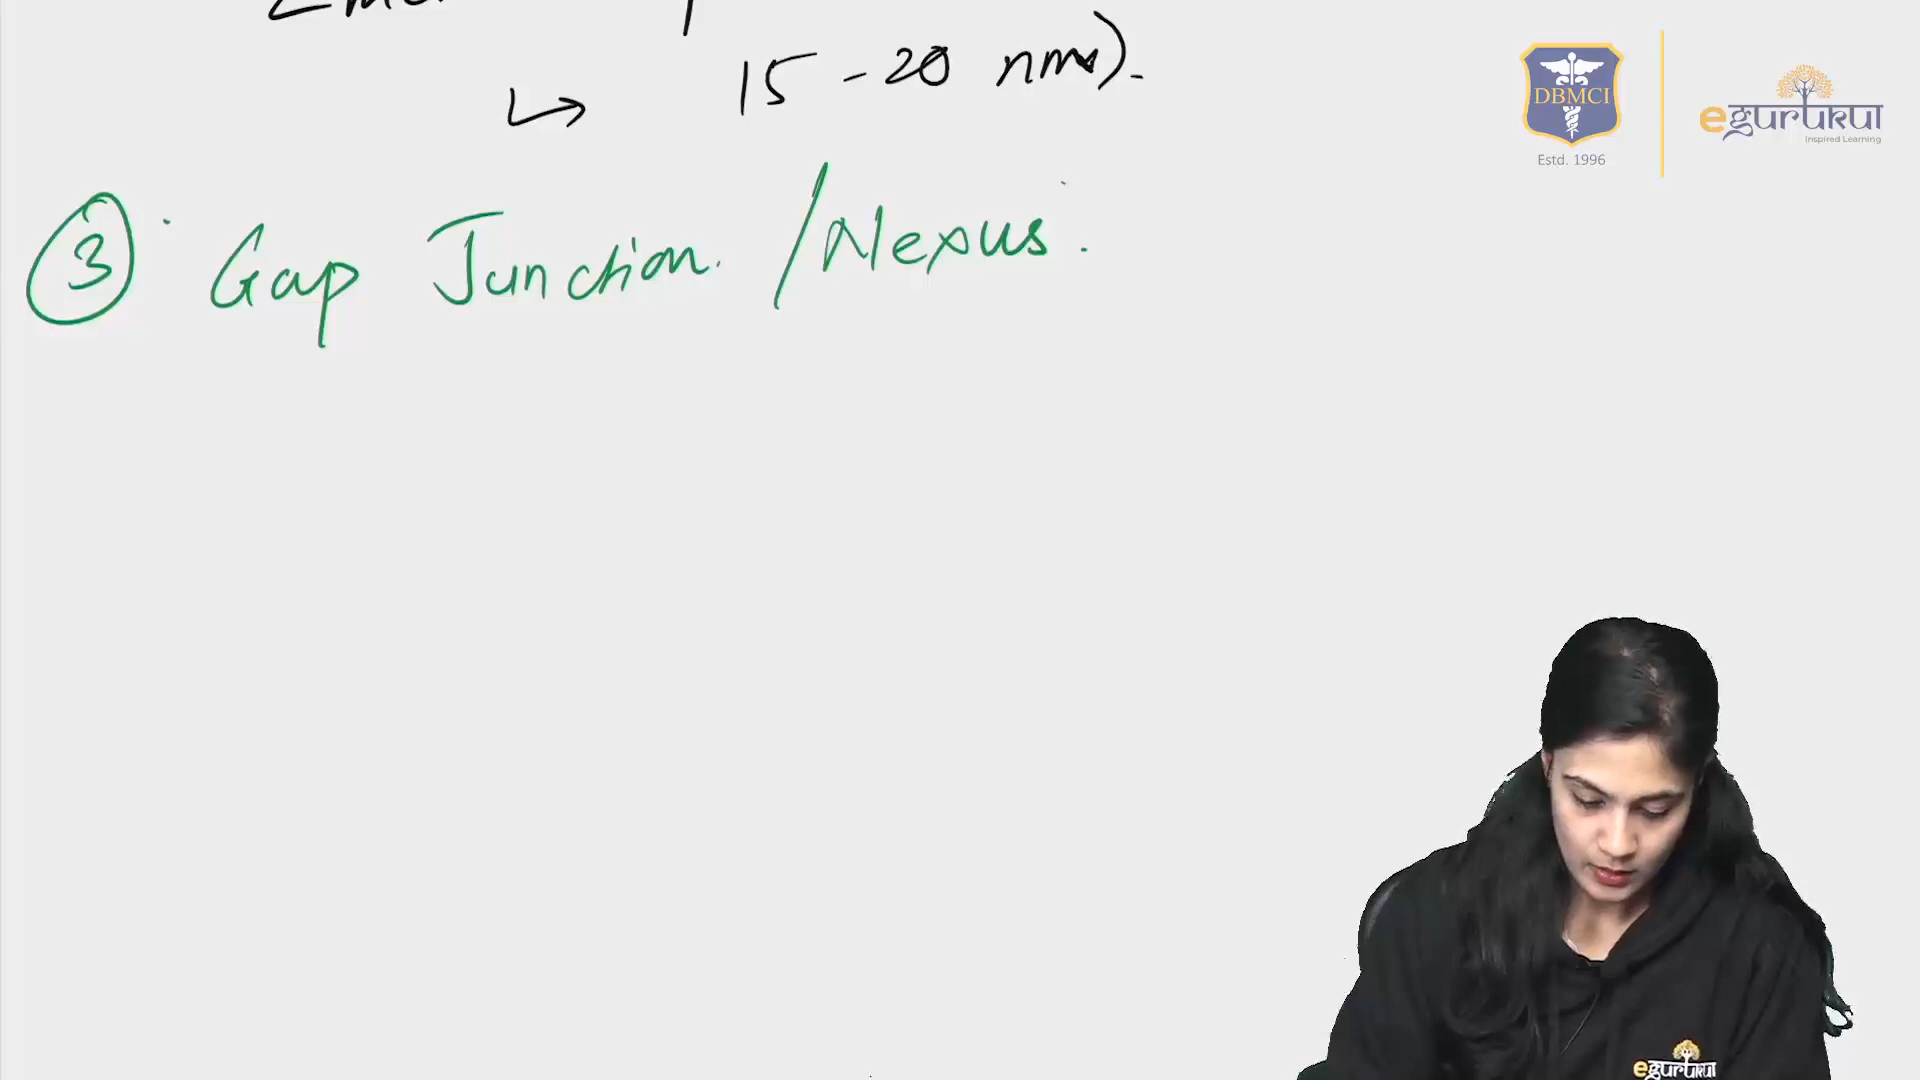 15 - 20 nm).
③ Gap Junction. / Nexus.
DBMCI
Estd. 1996
egurukul
Inspired Learning
egurukul